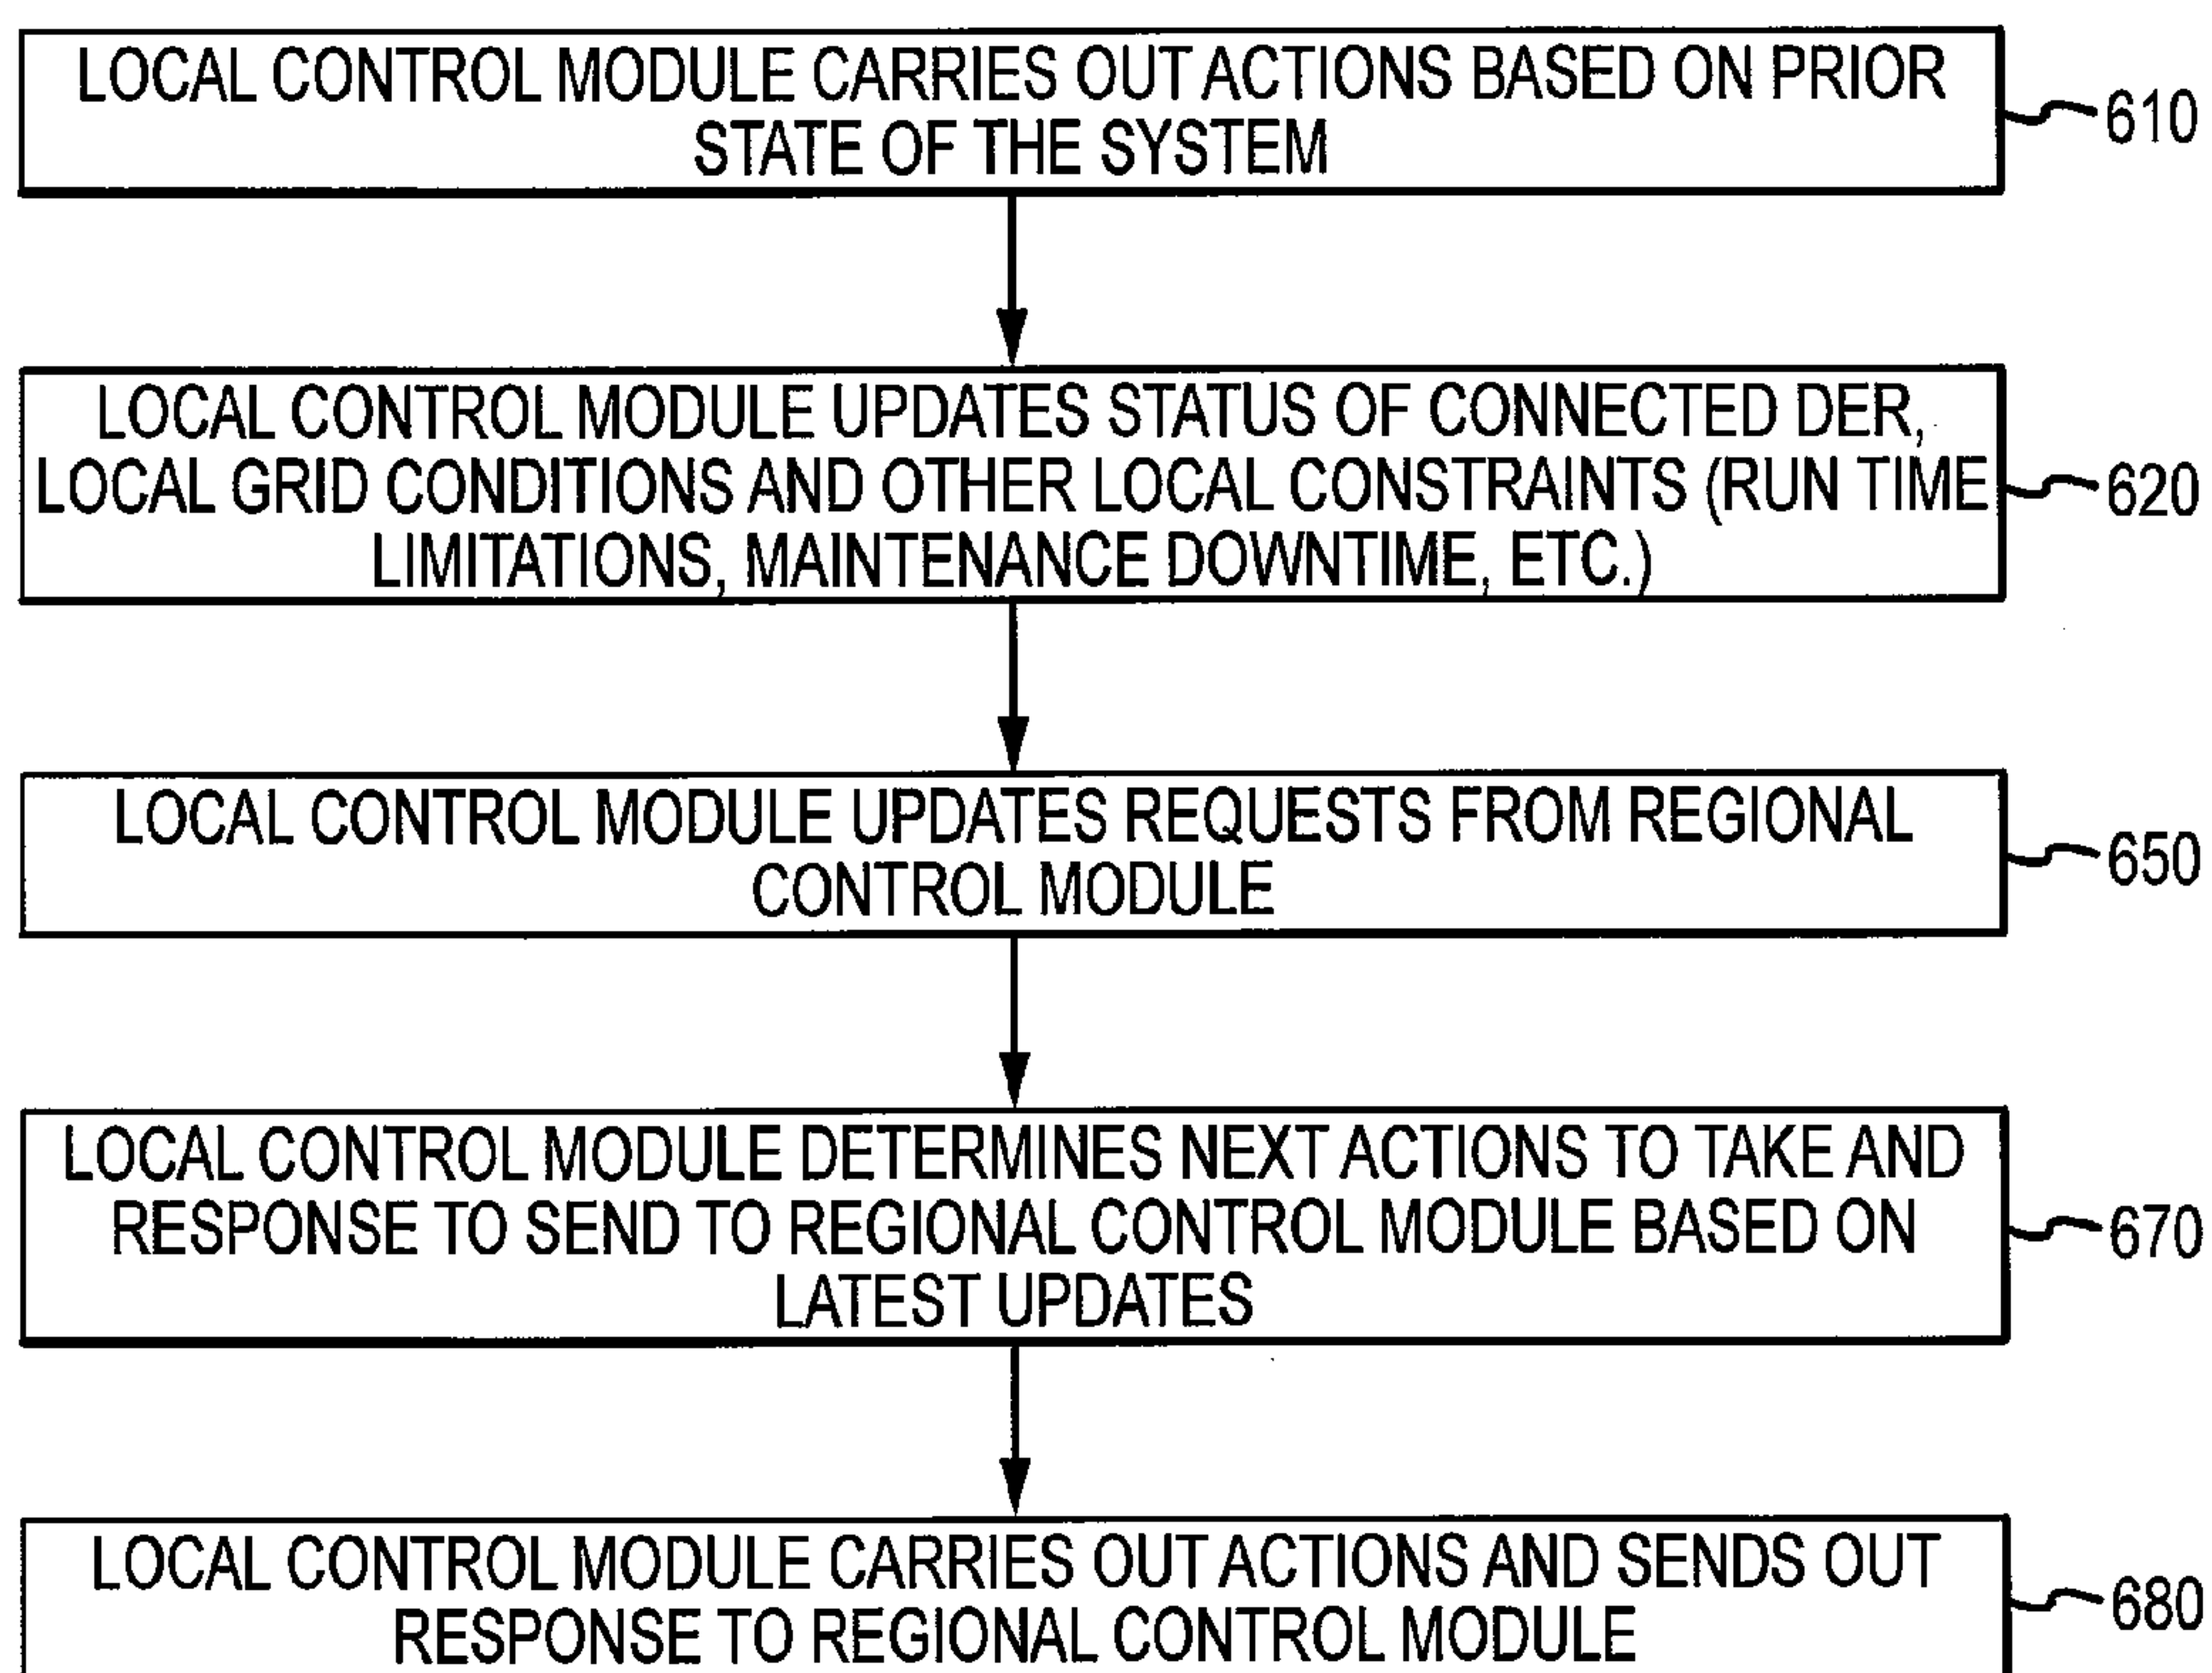 LOCAL CONTROL MODULE CARRIES OUT ACTIONS BASED ON PRIOR
STATE OF THE SYSTEM
610
LOCAL CONTROL MODULE UPDATES STATUS OF CONNECTED DER,
LOCAL GRID CONDITIONS AND OTHER LOCAL CONSTRAINTS (RUN TIME
LIMITATIONS, MAINTENANCE DOWNTIME, ETC.)
620
LOCAL CONTROL MODULE UPDATES REQUESTS FROM REGIONAL
CONTROL MODULE
650
LOCAL CONTROL MODULE DETERMINES NEXT ACTIONS TO TAKE AND
RESPONSE TO SEND TO REGIONAL CONTROL MODULE BASED ON
LATEST UPDATES
670
LOCAL CONTROL MODULE CARRIES OUT ACTIONS AND SENDS OUT
RESPONSE TO REGIONAL CONTROL MODULE
680